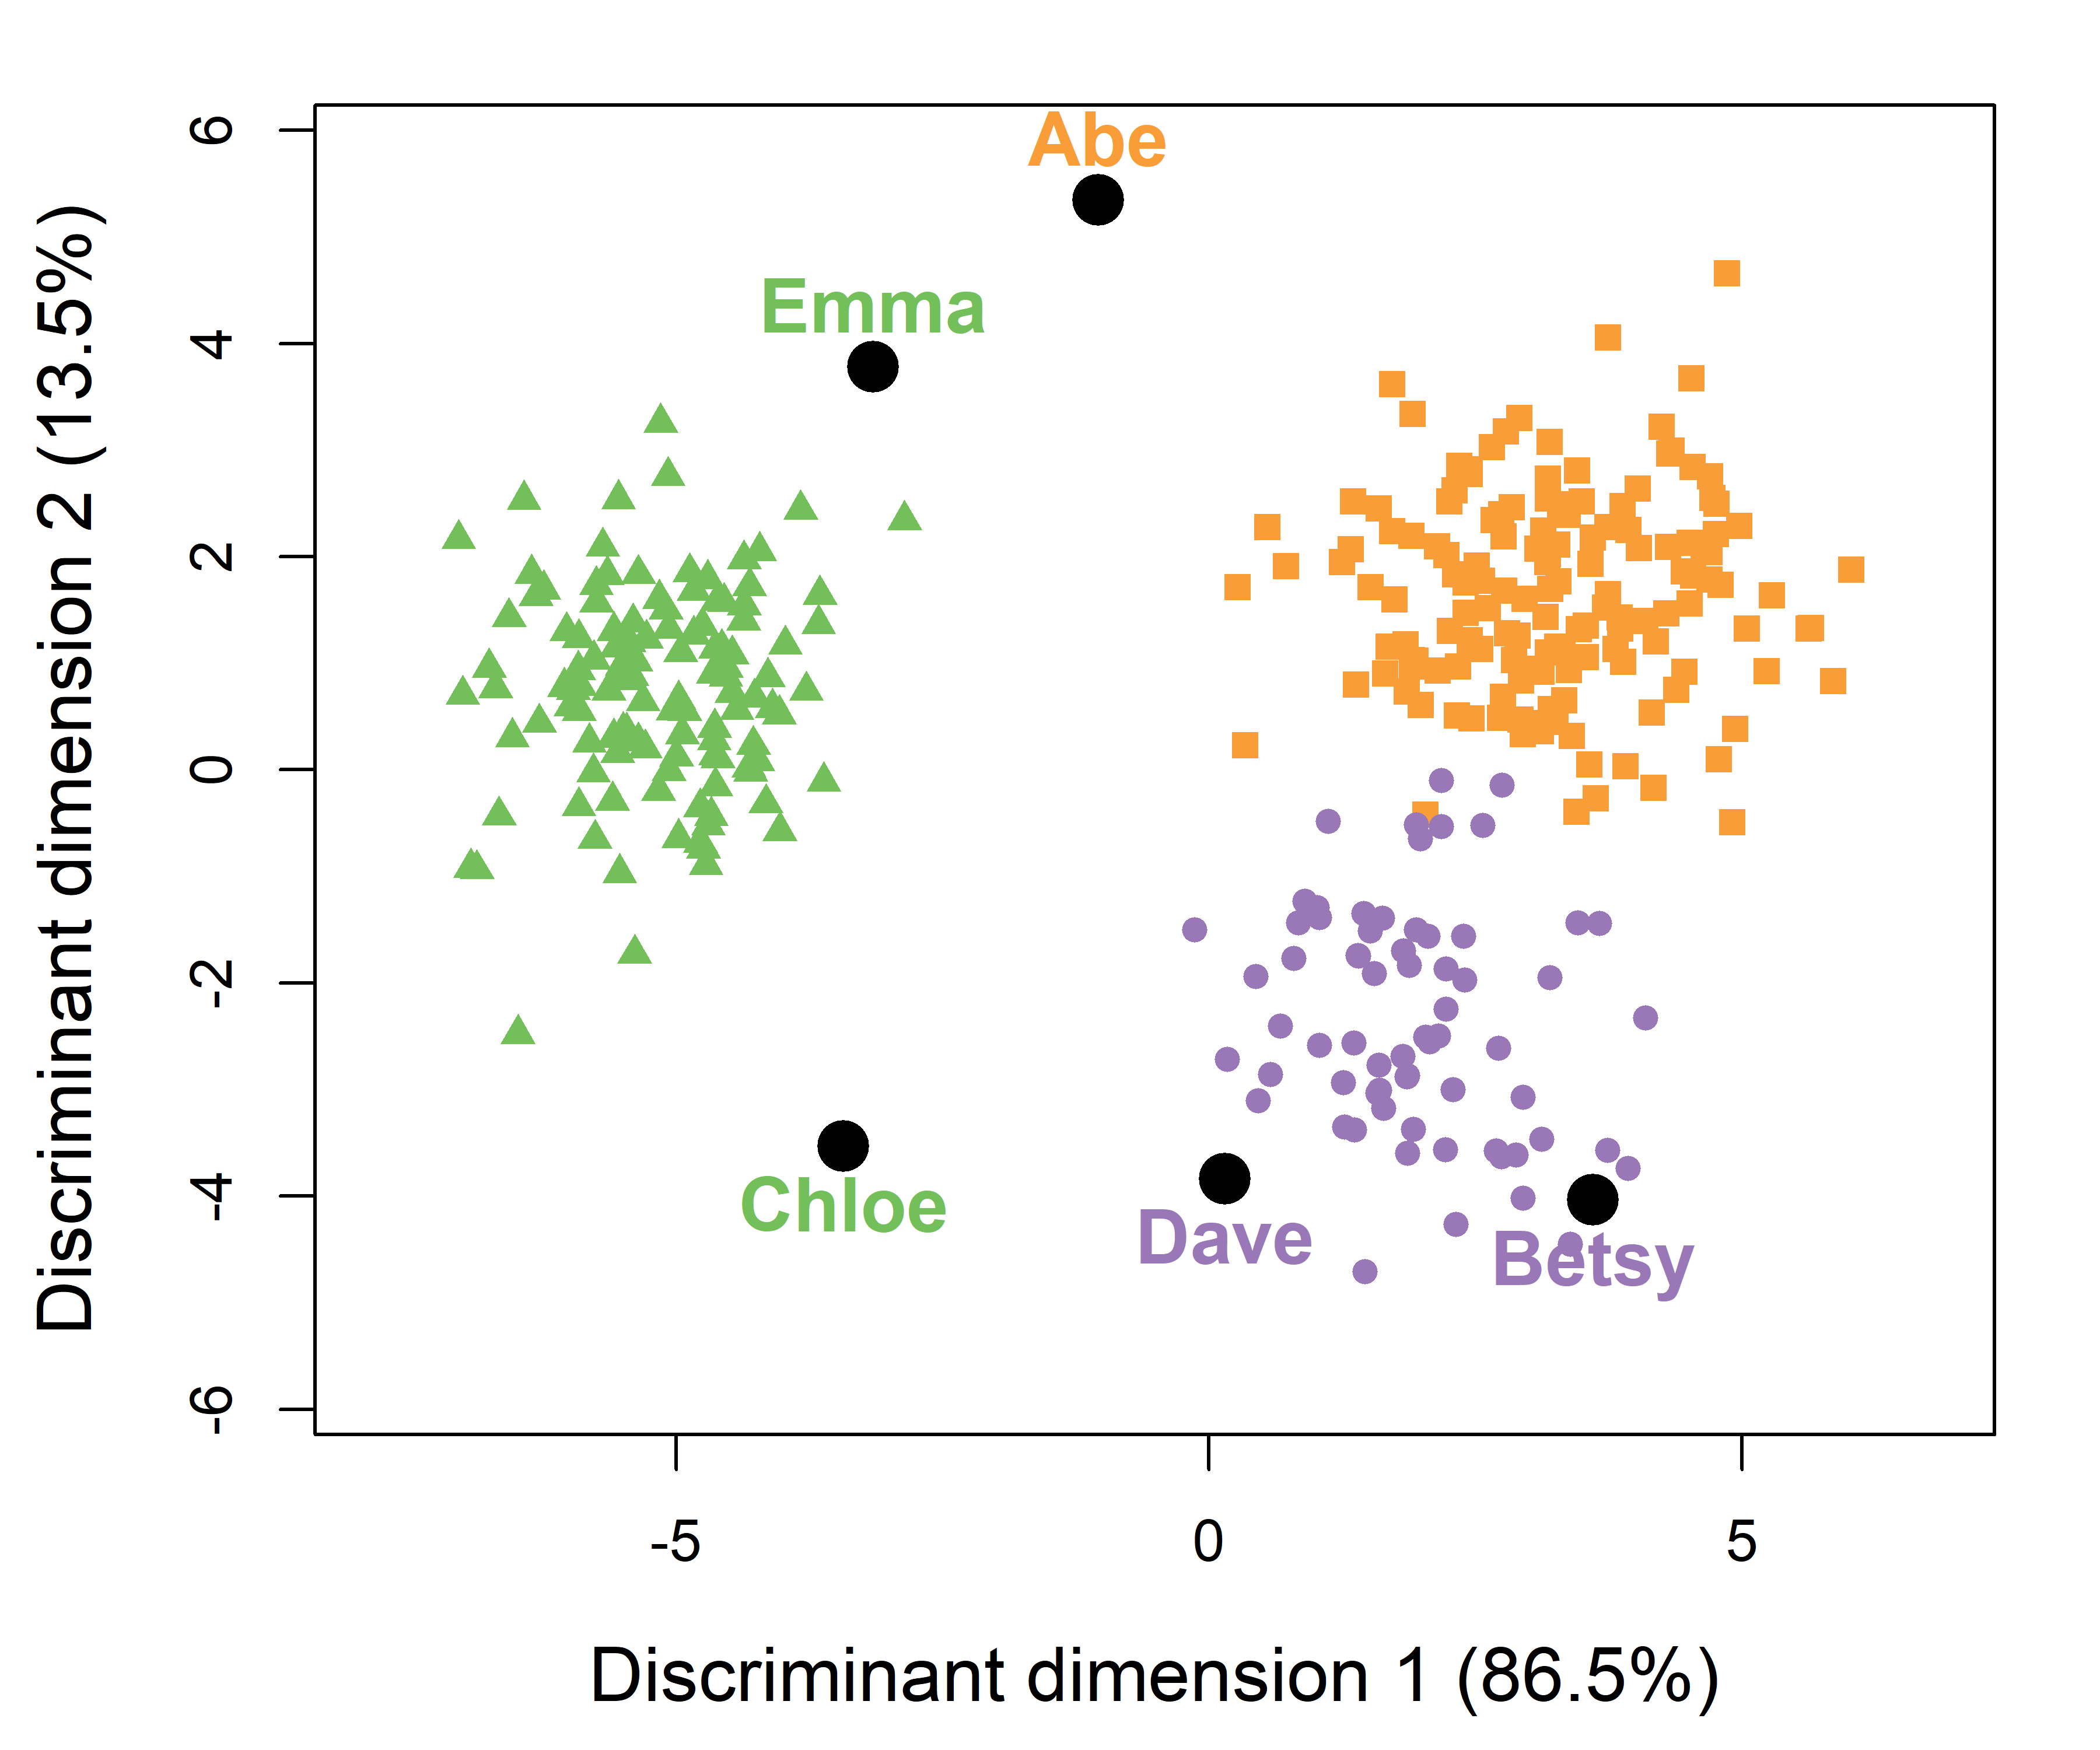 Abe
Emma
Chloe
Dave
Betsy
Discriminant dimension 2 (13.5%)
6
4
2
0
-2
-4
-6
-5
0
5
Discriminant dimension 1 (86.5%)